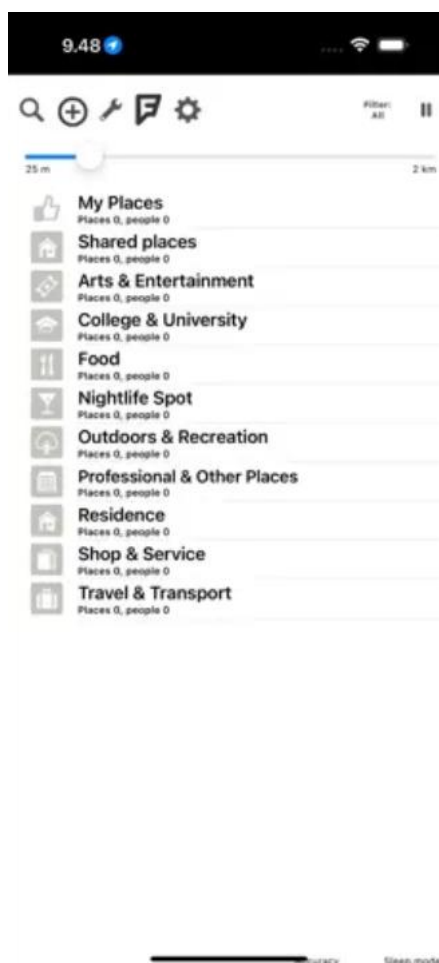 9.48
Filter:
All
25 m
2 km
My Places
Places 0, people 0
Shared places
Places 0, people 0
Arts & Entertainment
Places 0, people 0
College & University
Places 0, people 0
Food
Places 0, people 0
Nightlife Spot
Places 0, people 0
Outdoors & Recreation
Places 0, people 0
Professional & Other Places
Places 0, people 0
Residence
Places 0, people 0
Shop & Service
Places 0, people 0
Travel & Transport
Places 0, people 0
Sleep mode